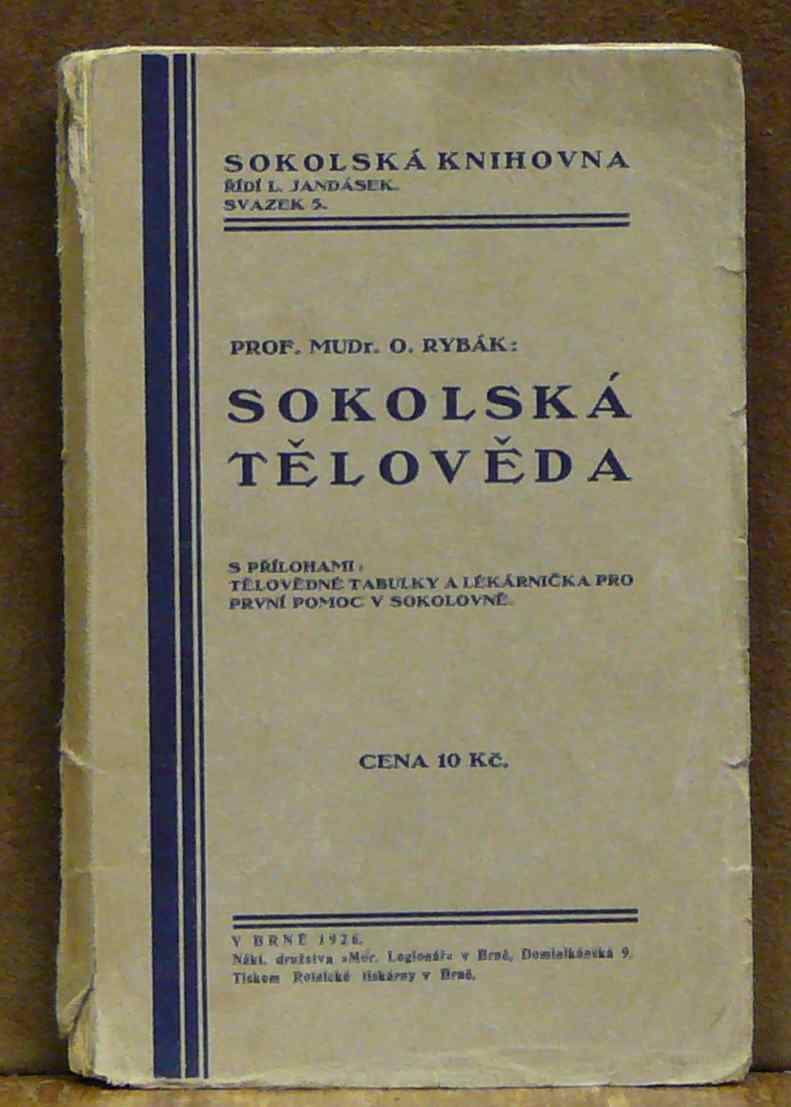 SOKOLSKÁ KNIHOVNA
ŘÍDÍ L. JANDÁSEK.
SVAZEK 5.
PROF. MUDr. O. RYBÁK:
SOKOLSKÁ
TĚLOVĚDA
S PŘÍLOHAMI:
TĚLOVĚDNÉ TABULKY A LÉKÁRNIČKA PRO
PRVNÍ POMOC V SOKOLOVNĚ.
CENA 10 Kč.
V BRNĚ 1926.
Nákl. družstva »Mor. Legionář« v Brně, Dominikánská 9.
Tiskem Rolnické tiskárny v Brně.